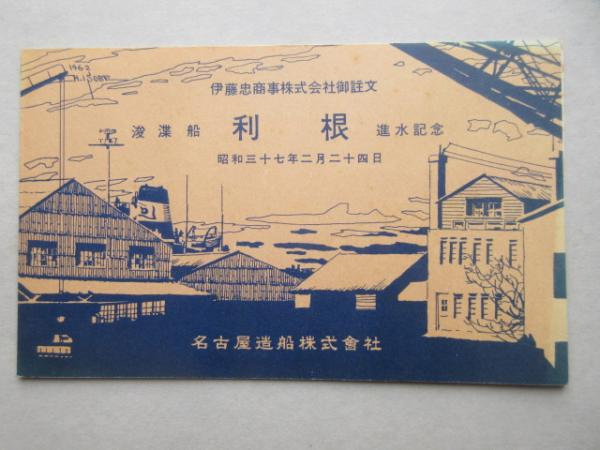 1962
H.ISOBE
伊藤忠商事株式会社御註文
浚渫船 利根 進水記念
昭和三十七年二月二十四日
名古屋造船株式會社